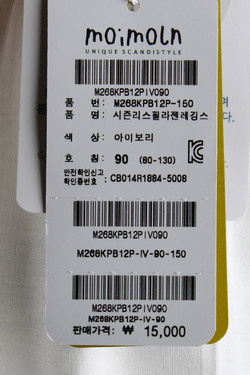 moimoln
UNIQUE SCANDISTYLE
M268KPB12PIV090
품 번: M268KPB12P-150
품 명: 시즌리스필라젠레깅스
색 상: 아이보리
호 칭: 90 (80-130)
안전확인신고
확인증번호 : CB014R1884-5008
M268KPB12PIV090
M268KPB12P-IV-90-150
M268KPB12PIV090
M268KPB12P-IV-90
판매가격: ₩ 15,000